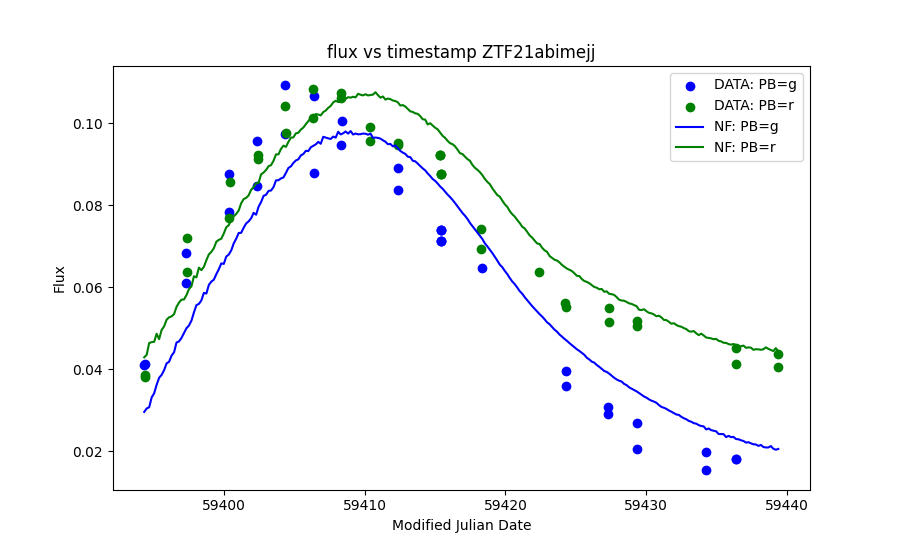 flux vs timestamp ZTF21abimejj
DATA: PB=g
DATA: PB=r
NF: PB=g
NF: PB=r
0.10
0.08
0.06
0.04
0.02
Flux
59400
59410
59420
59430
59440
Modified Julian Date